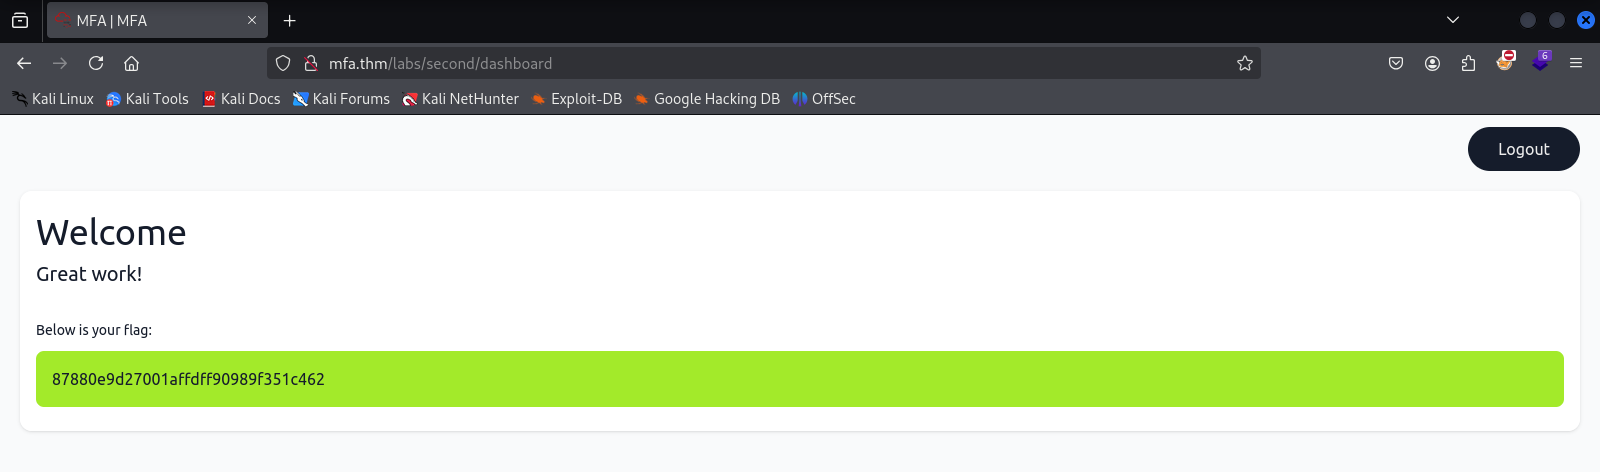 MFA | MFA
mfa.thm/labs/second/dashboard
6
Kali Linux Kali Tools Kali Docs Kali Forums Kali NetHunter Exploit-DB Google Hacking DB OffSec
Logout
Welcome
Great work!
Below is your flag:
87880e9d27001affdff90989f351c462